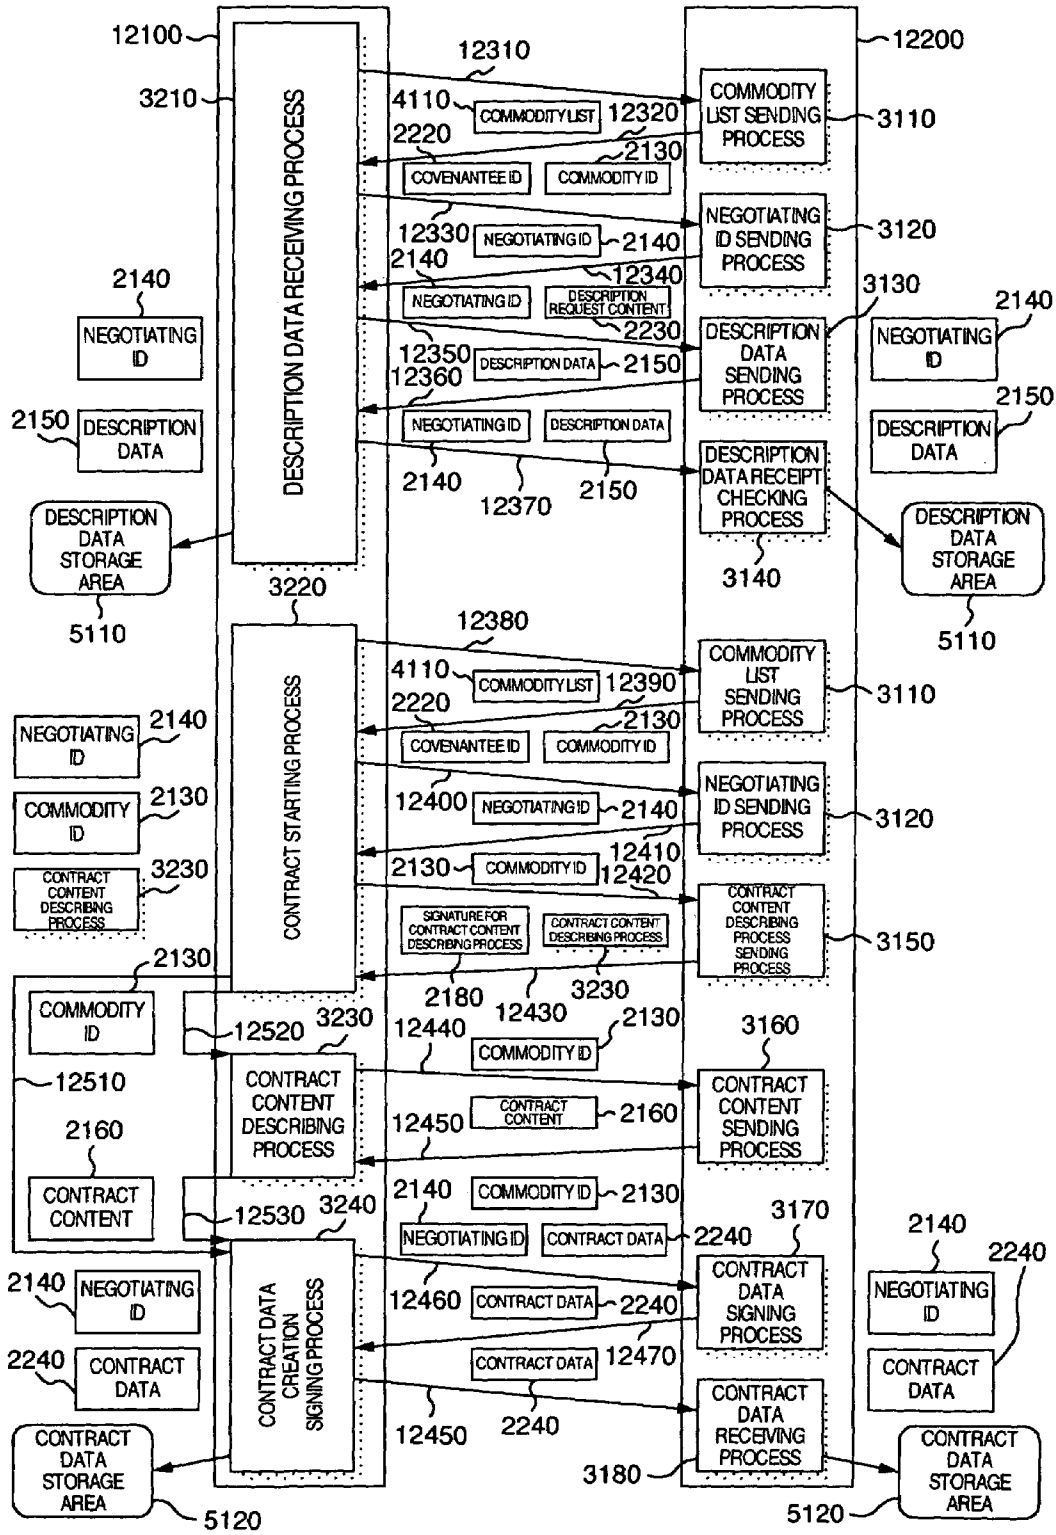 12100
12310
12200
3210
4110
COMMODITY LIST
12320
COMMODITY
LIST SENDING
PROCESS
3110
2220
2130
COVENANTEE ID
COMMODITY ID
DESCRIPTION DATA RECEIVING PROCESS
12330
NEGOTIATING ID
2140
NEGOTIATING
ID SENDING
PROCESS
3120
2140
12340
2140
NEGOTIATING ID
DESCRIPTION
REQUEST CONTENT
3130
2140
NEGOTIATING
ID
12350
2230
DESCRIPTION
DATA
SENDING
PROCESS
NEGOTIATING
ID
12360
DESCRIPTION DATA
2150
2150
DESCRIPTION
DATA
NEGOTIATING ID
DESCRIPTION DATA
2150
DESCRIPTION
DATA
2140
12370
2150
DESCRIPTION
DATA RECEIPT
CHECKING
PROCESS
DESCRIPTION
DATA
STORAGE
AREA
5110
3140
DESCRIPTION
DATA
STORAGE
AREA
5110
3220
12380
4110
COMMODITY LIST
12390
COMMODITY
LIST
SENDING
PROCESS
3110
2140
NEGOTIATING
ID
2220
2130
COVENANTEE ID
COMMODITY ID
CONTRACT STARTING PROCESS
12400
NEGOTIATING ID
2140
NEGOTIATING
ID SENDING
PROCESS
3120
2130
COMMODITY
ID
12410
2130
COMMODITY ID
12420
3230
CONTRACT
CONTENT
DESCRIBING
PROCESS
SIGNATURE FOR
CONTRACT CONTENT
DESCRIBING PROCESS
CONTRACT CONTENT
DESCRIBING PROCESS
CONTRACT
CONTENT
DESCRIBING
PROCESS
SENDING
PROCESS
3150
2130
2180
12430
3230
COMMODITY
ID
12520
3230
12440
2130
COMMODITY ID
3160
12510
CONTRACT
CONTENT
DESCRIBING
PROCESS
CONTRACT
CONTENT
2160
CONTRACT
CONTENT
SENDING
PROCESS
12450
2160
CONTRACT
CONTENT
12530
3240
2140
COMMODITY ID
2130
NEGOTIATING ID
CONTRACT DATA
2240
3170
2140
2240
2140
NEGOTIATING
ID
CONTRACT DATA
CREATION
SIGNING PROCESS
12460
CONTRACT DATA
2240
CONTRACT
DATA
SIGNING
PROCESS
NEGOTIATING
ID
12470
2240
CONTRACT
DATA
CONTRACT DATA
CONTRACT
DATA
12450
2240
CONTRACT
DATA
RECEIVING
PROCESS
3180
CONTRACT
DATA
STORAGE
AREA
5120
CONTRACT
DATA
STORAGE
AREA
5120